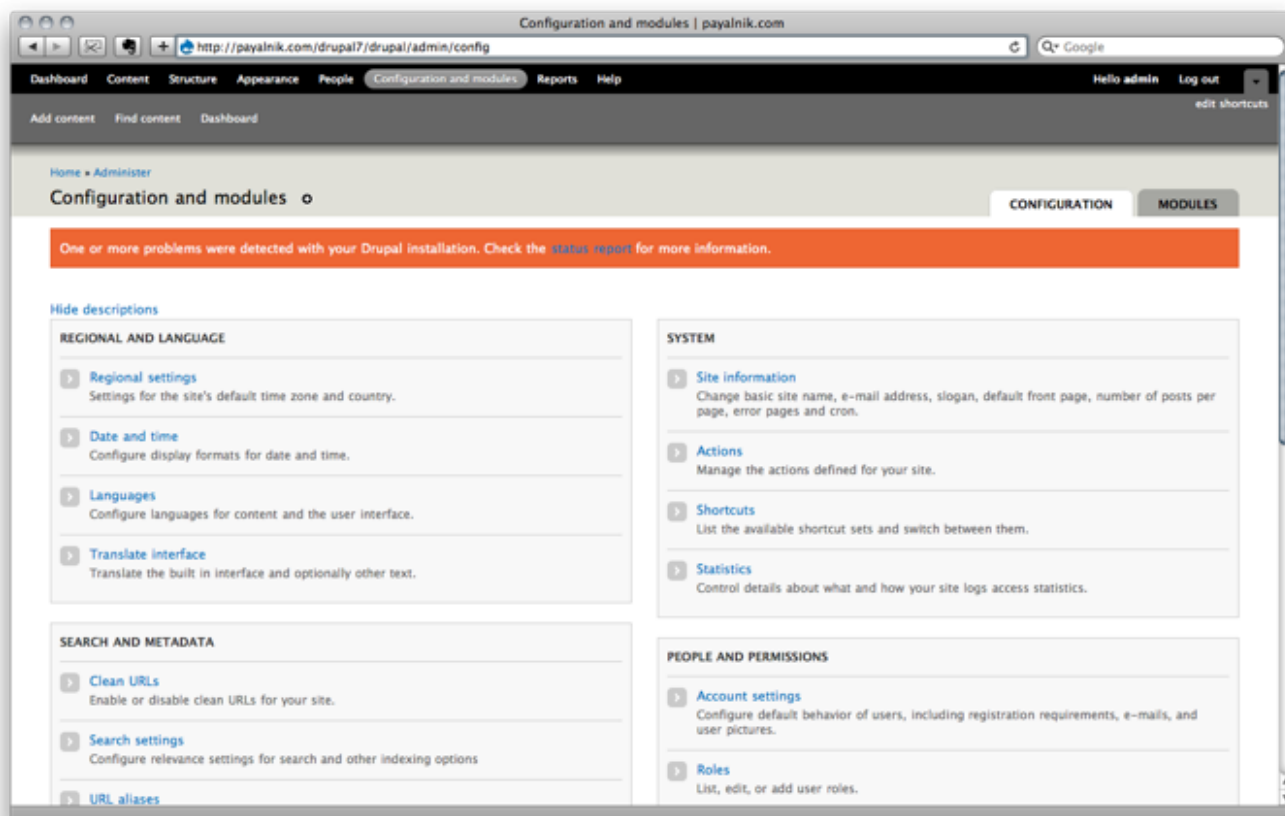 Configuration and modules | payalnik.com
http://payalnik.com/drupal7/drupal/admin/config
Google
Dashboard Content Structure Appearance People Configuration and modules Reports Help Hello admin Log out
edit shortcuts
Add content Find content Dashboard
Home » Administer
Configuration and modules
CONFIGURATION MODULES
One or more problems were detected with your Drupal installation. Check the status report for more information.
Hide descriptions
REGIONAL AND LANGUAGE
Regional settings
Settings for the site's default time zone and country.
Date and time
Configure display formats for date and time.
Languages
Configure languages for content and the user interface.
Translate interface
Translate the built in interface and optionally other text.
SEARCH AND METADATA
Clean URLs
Enable or disable clean URLs for your site.
Search settings
Configure relevance settings for search and other indexing options
URL aliases
SYSTEM
Site information
Change basic site name, e-mail address, slogan, default front page, number of posts per
page, error pages and cron.
Actions
Manage the actions defined for your site.
Shortcuts
List the available shortcut sets and switch between them.
Statistics
Control details about what and how your site logs access statistics.
PEOPLE AND PERMISSIONS
Account settings
Configure default behavior of users, including registration requirements, e-mails, and
user pictures.
Roles
List, edit, or add user roles.